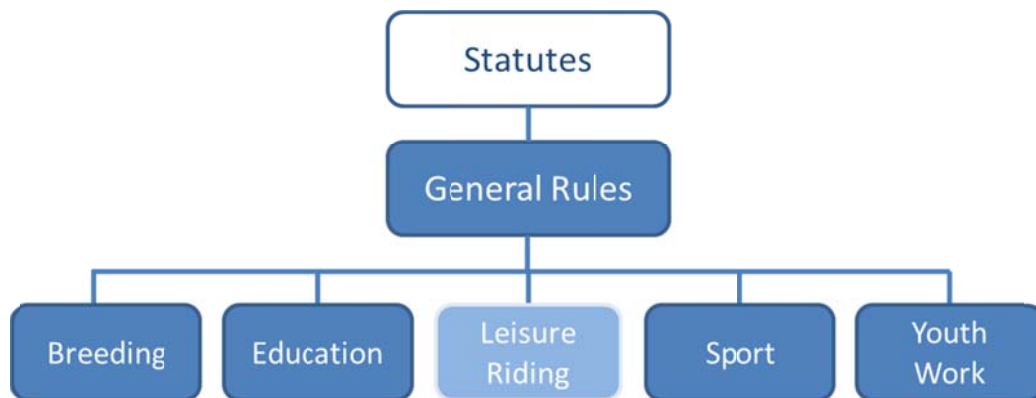 Statutes
General Rules
Breeding
Education
Leisure
Riding
Sport
Youth
Work